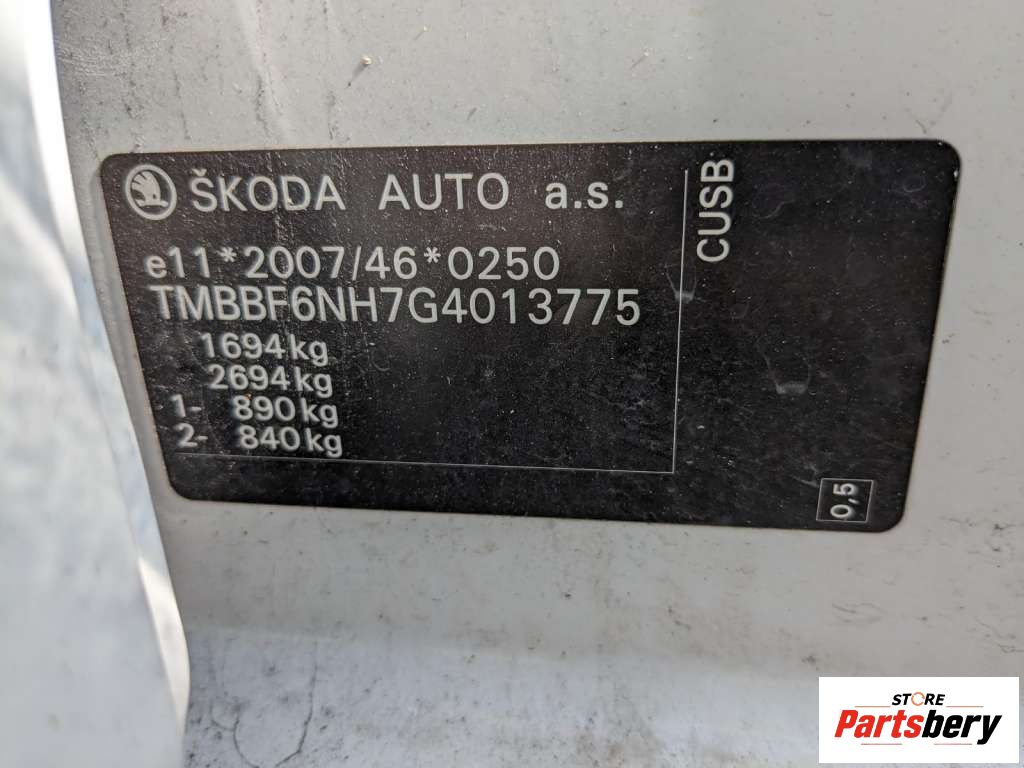 ŠKODA AUTO a.s.
e11*2007/46*0250
TMBBF6NH7G4013775
1694kg
2694kg
1- 890kg
2- 840kg
CUSB
0,5
STORE
Partsbery